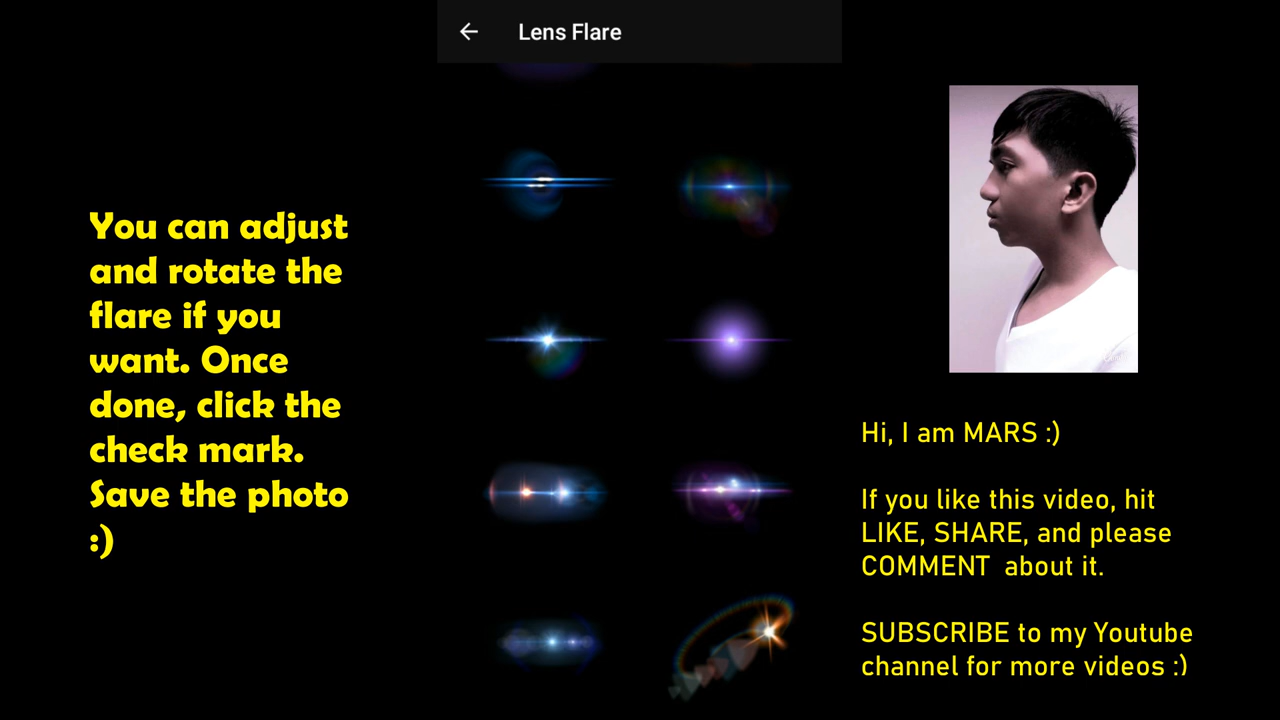 Lens Flare
You can adjust
and rotate the
flare if you
want. Once
done, click the
check mark.
Save the photo
:)
Hi, I am MARS :)
If you like this video, hit
LIKE, SHARE, and please
COMMENT  about it.
SUBSCRIBE to my Youtube
channel for more videos :)